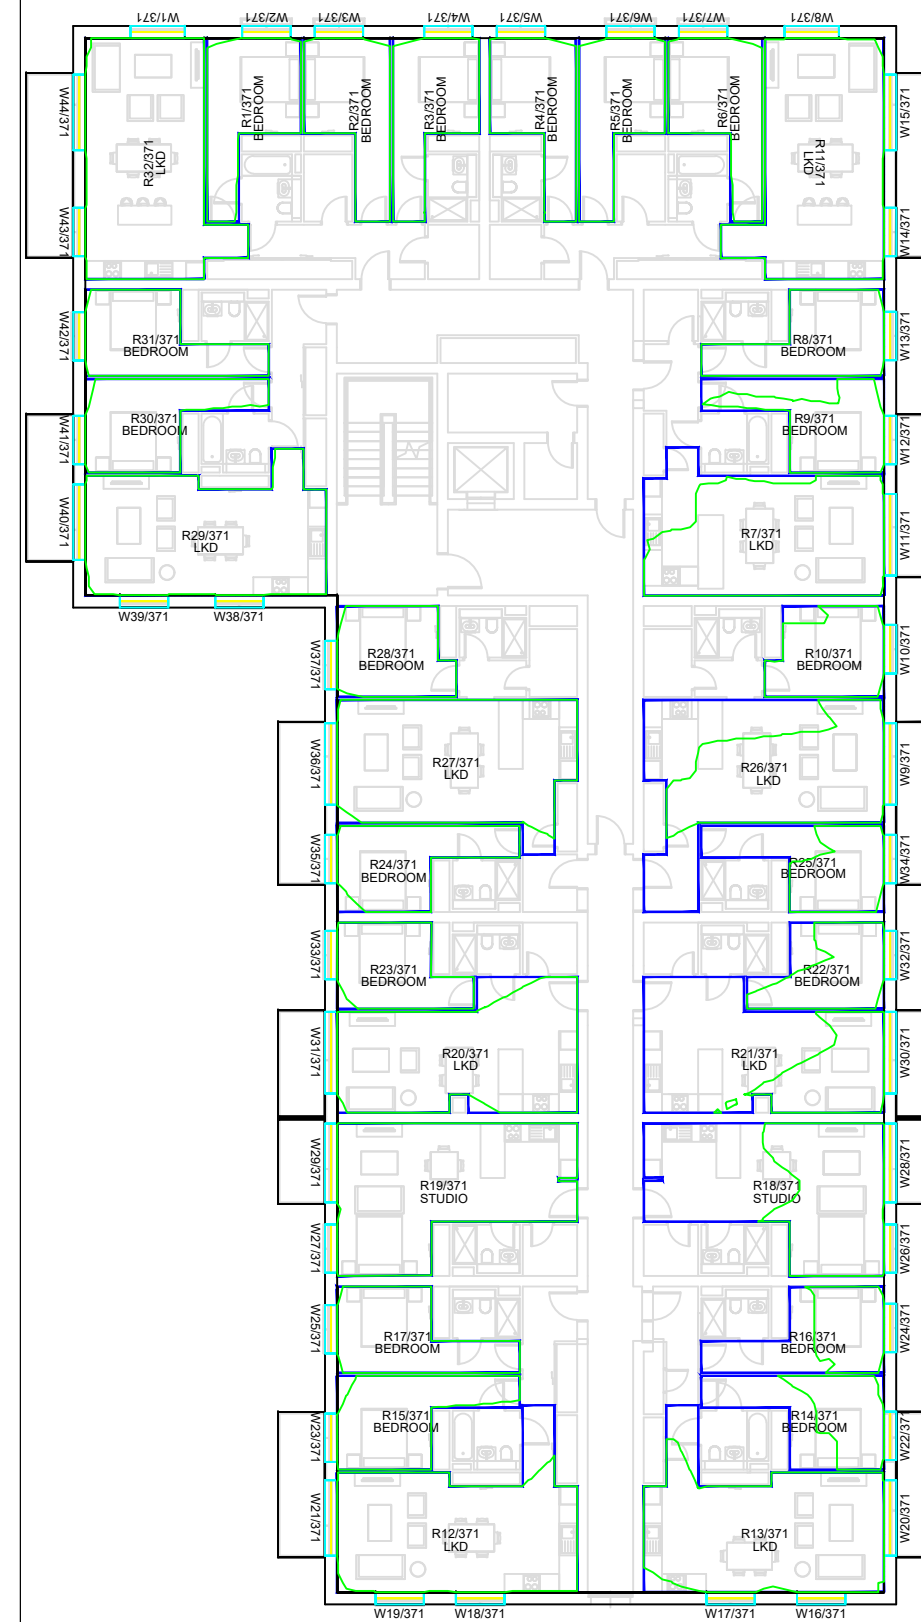 W1/371
W2/371
W3/371
W4/371
W5/371
W6/371
W7/371
W8/371
W44/371
W43/371
R32/371
LKD
R1/371
BEDROOM
R2/371
BEDROOM
R3/371
BEDROOM
R4/371
BEDROOM
R5/371
BEDROOM
R6/371
BEDROOM
R11/371
LKD
W15/371
W14/371
W42/371
R31/371
BEDROOM
R8/371
BEDROOM
W13/371
W41/371
R30/371
BEDROOM
R9/371
BEDROOM
W12/371
W40/371
R29/371
LKD
R7/371
LKD
W11/371
W39/371
W38/371
W37/371
R28/371
BEDROOM
R10/371
BEDROOM
W10/371
W36/371
R27/371
LKD
R26/371
LKD
W9/371
W35/371
R24/371
BEDROOM
R25/371
BEDROOM
W34/371
W33/371
R23/371
BEDROOM
R22/371
BEDROOM
W32/371
W31/371
R20/371
LKD
R21/371
LKD
W30/371
W29/371
R19/371
STUDIO
R18/371
STUDIO
W28/371
W27/371
W26/371
W25/371
R17/371
BEDROOM
R16/371
BEDROOM
W24/371
W23/371
R15/371
BEDROOM
R14/371
BEDROOM
W22/371
W21/371
R12/371
LKD
R13/371
LKD
W20/371
W19/371
W18/371
W17/371
W16/371